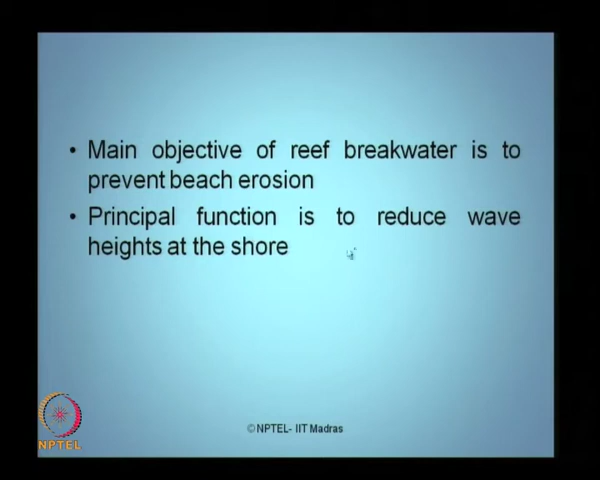 • Main objective of reef breakwater is to
prevent beach erosion
• Principal function is to reduce wave
heights at the shore
NPTEL
©NPTEL- IIT Madras